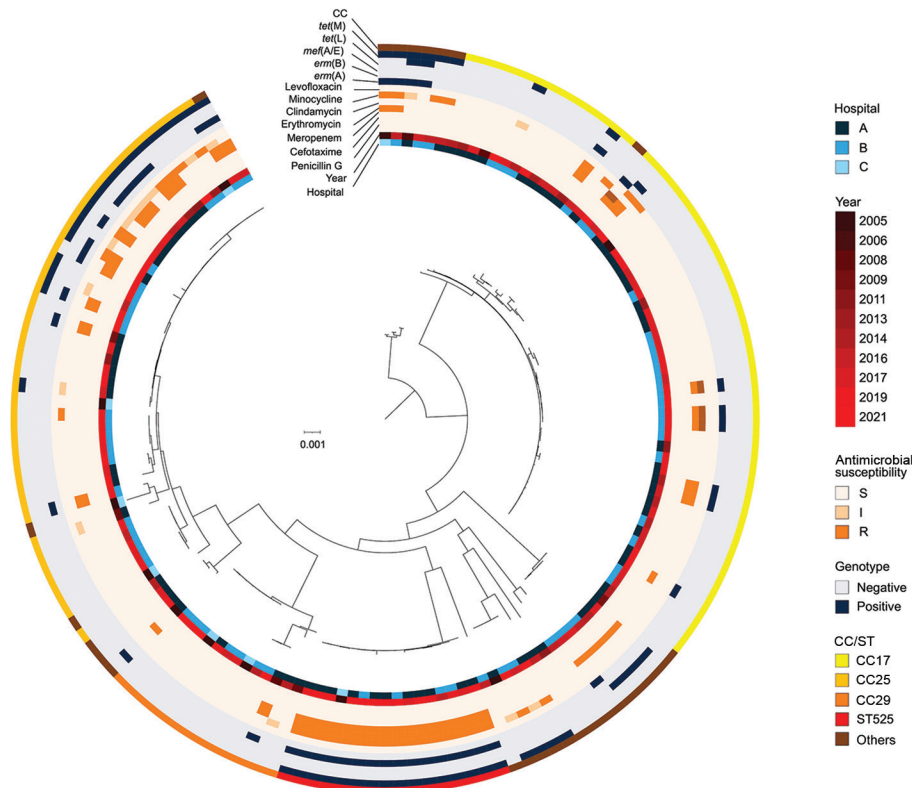 CC
tet(M)
tet(L)
mef(A/E)
erm(B)
erm(A)
Levofloxacin
Minocycline
Clindamycin
Erythromycin
Meropenem
Cefotaxime
Penicillin G
Year
Hospital
0.001
Hospital
A
B
C
Year
2005
2006
2008
2009
2011
2013
2014
2016
2017
2019
2021
Antimicrobial
susceptibility
S
I
R
Genotype
Negative
Positive
CC/ST
CC17
CC25
CC29
ST525
Others